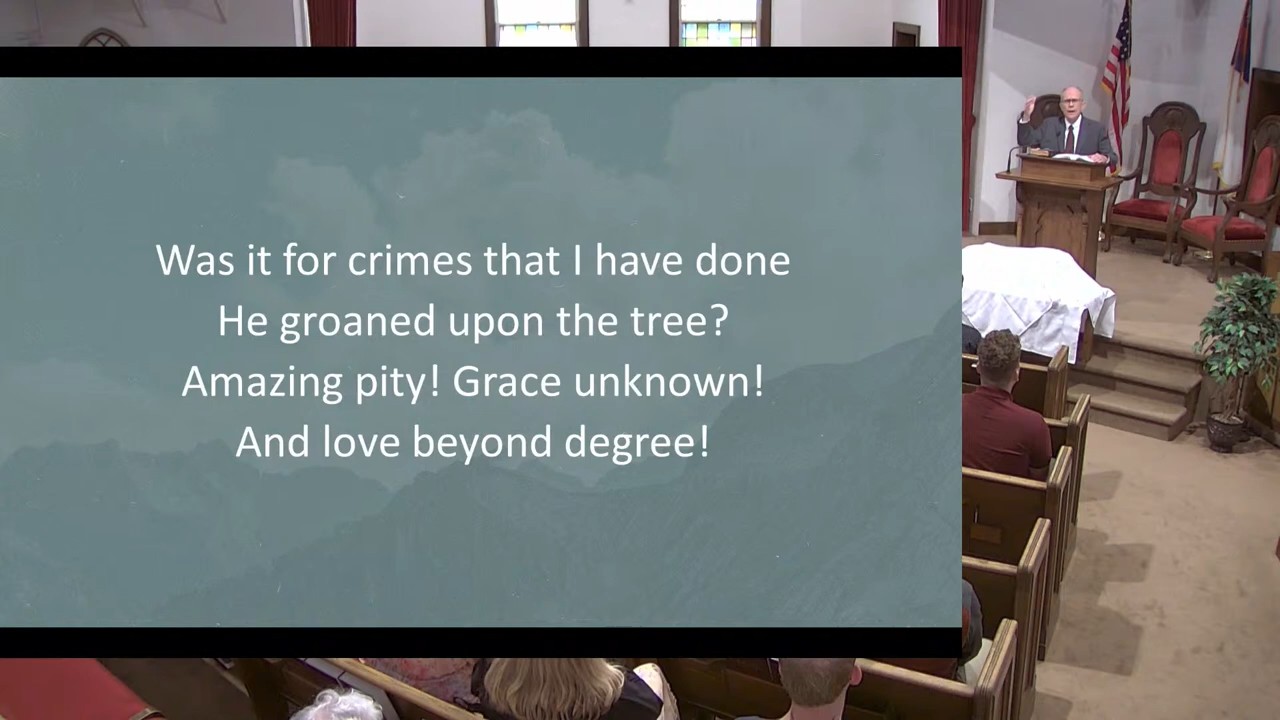 Was it for crimes that I have done
He groaned upon the tree?
Amazing pity! Grace unknown!
And love beyond degree!